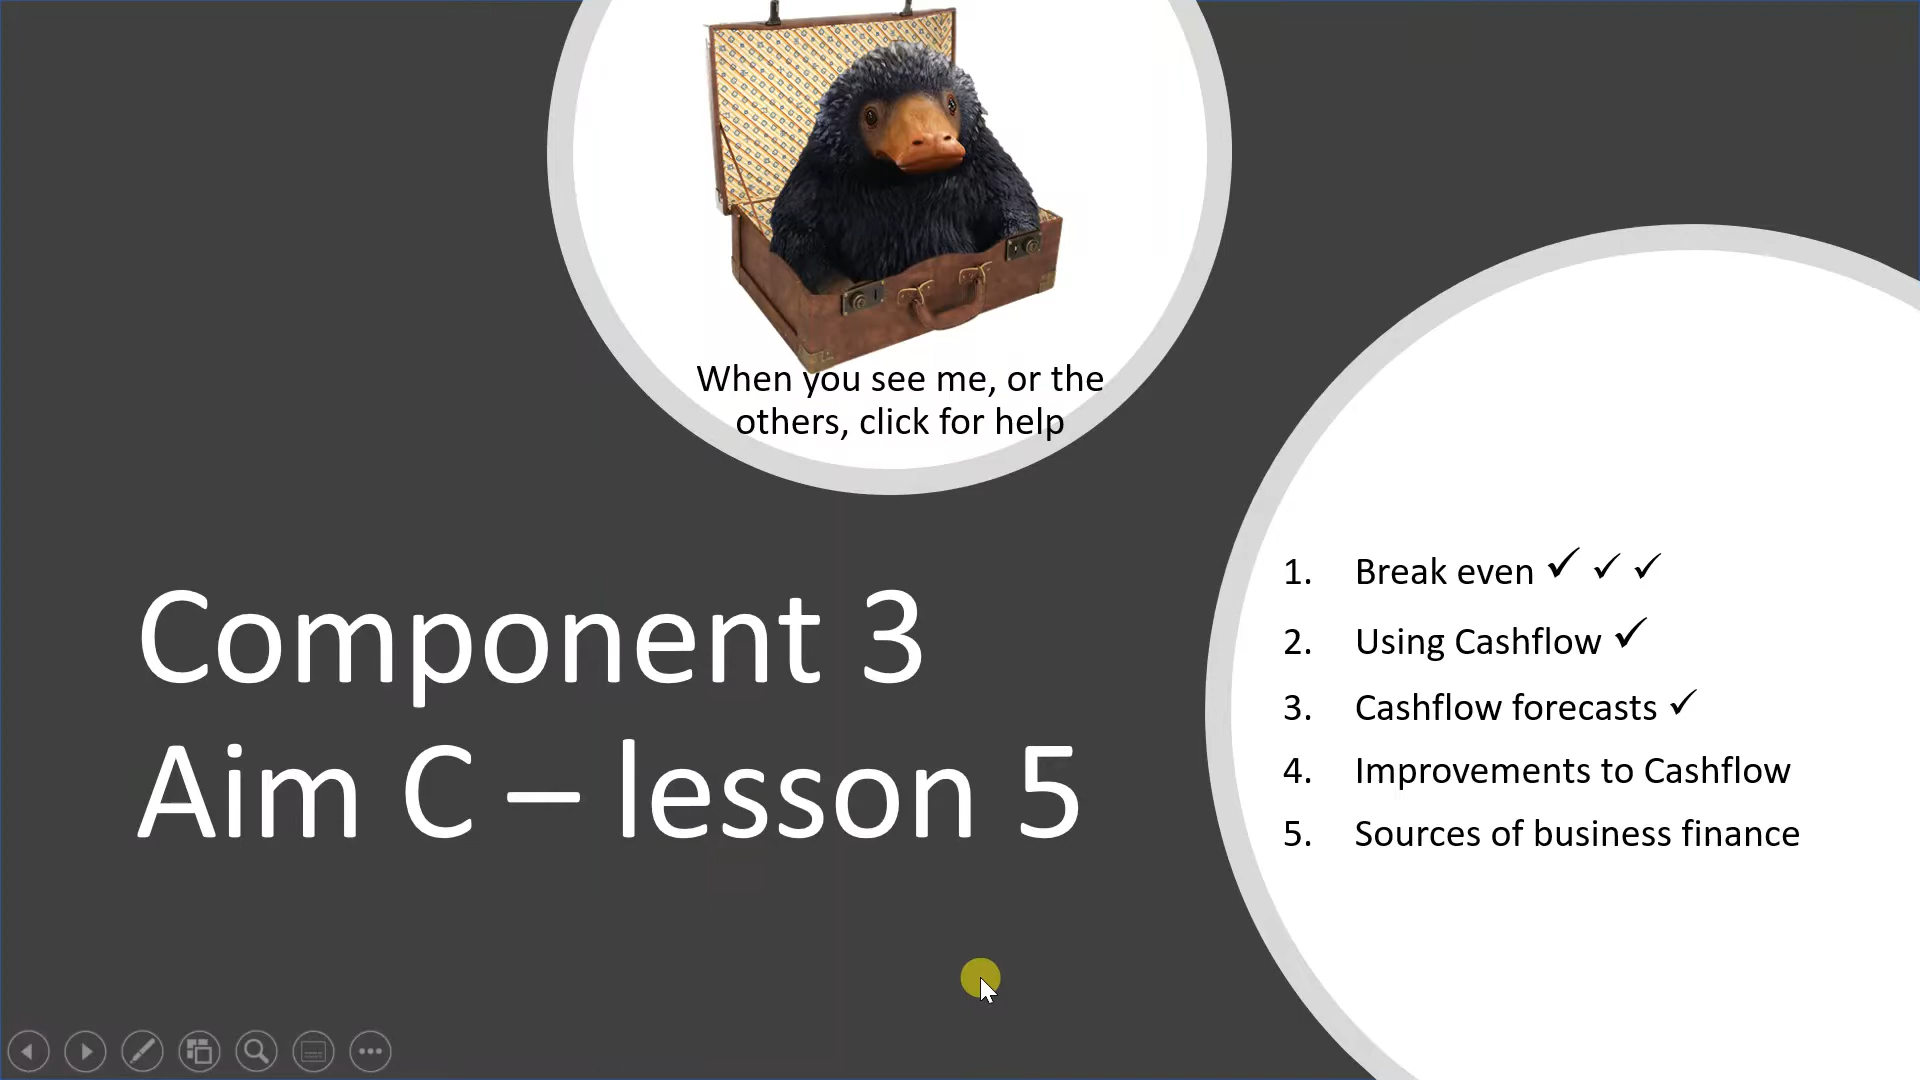 When you see me, or the
others, click for help
Component 3
Aim C – lesson 5
1. Break even ✓ ✓ ✓
2. Using Cashflow ✓
3. Cashflow forecasts ✓
4. Improvements to Cashflow
5. Sources of business finance